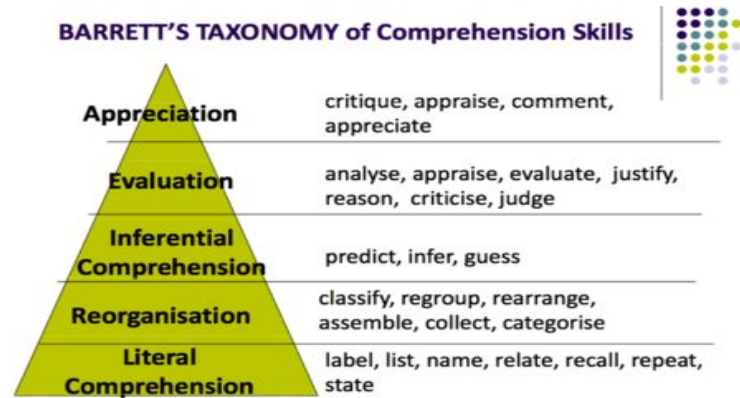 BARRETT'S TAXONOMY of Comprehension Skills
Appreciation
critique, appraise, comment,
appreciate
Evaluation
analyse, appraise, evaluate, justify,
reason, criticise, judge
Inferential
Comprehension
predict, infer, guess
Reorganisation
classify, regroup, rearrange,
assemble, collect, categorise
Literal
Comprehension
label, list, name, relate, recall, repeat,
state